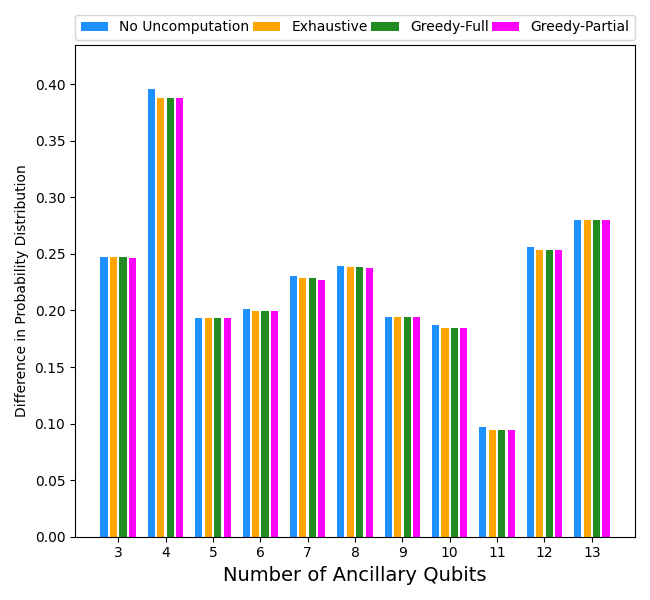 No Uncomputation Exhaustive Greedy-Full Greedy-Partial
0.40
0.35
0.30
0.25
0.20
0.15
0.10
0.05
0.00
Difference in Probability Distribution
3 4 5 6 7 8 9 10 11 12 13
Number of Ancillary Qubits